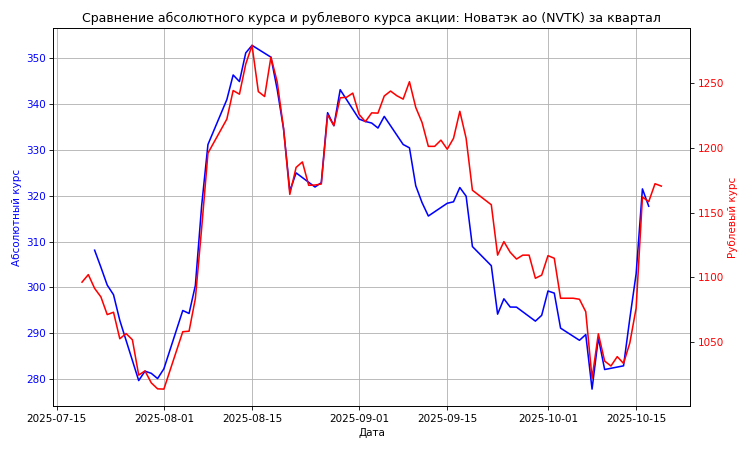 Сравнение абсолютного курса и рублевого курса акции: Новатэк ао (NVTK) за квартал
Абсолютный курс
350
340
330
320
310
300
290
280
1250
1200
1150
1100
1050
Рублевый курс
2025-07-15 2025-08-01 2025-08-15 2025-09-01 2025-09-15 2025-10-01 2025-10-15
Дата